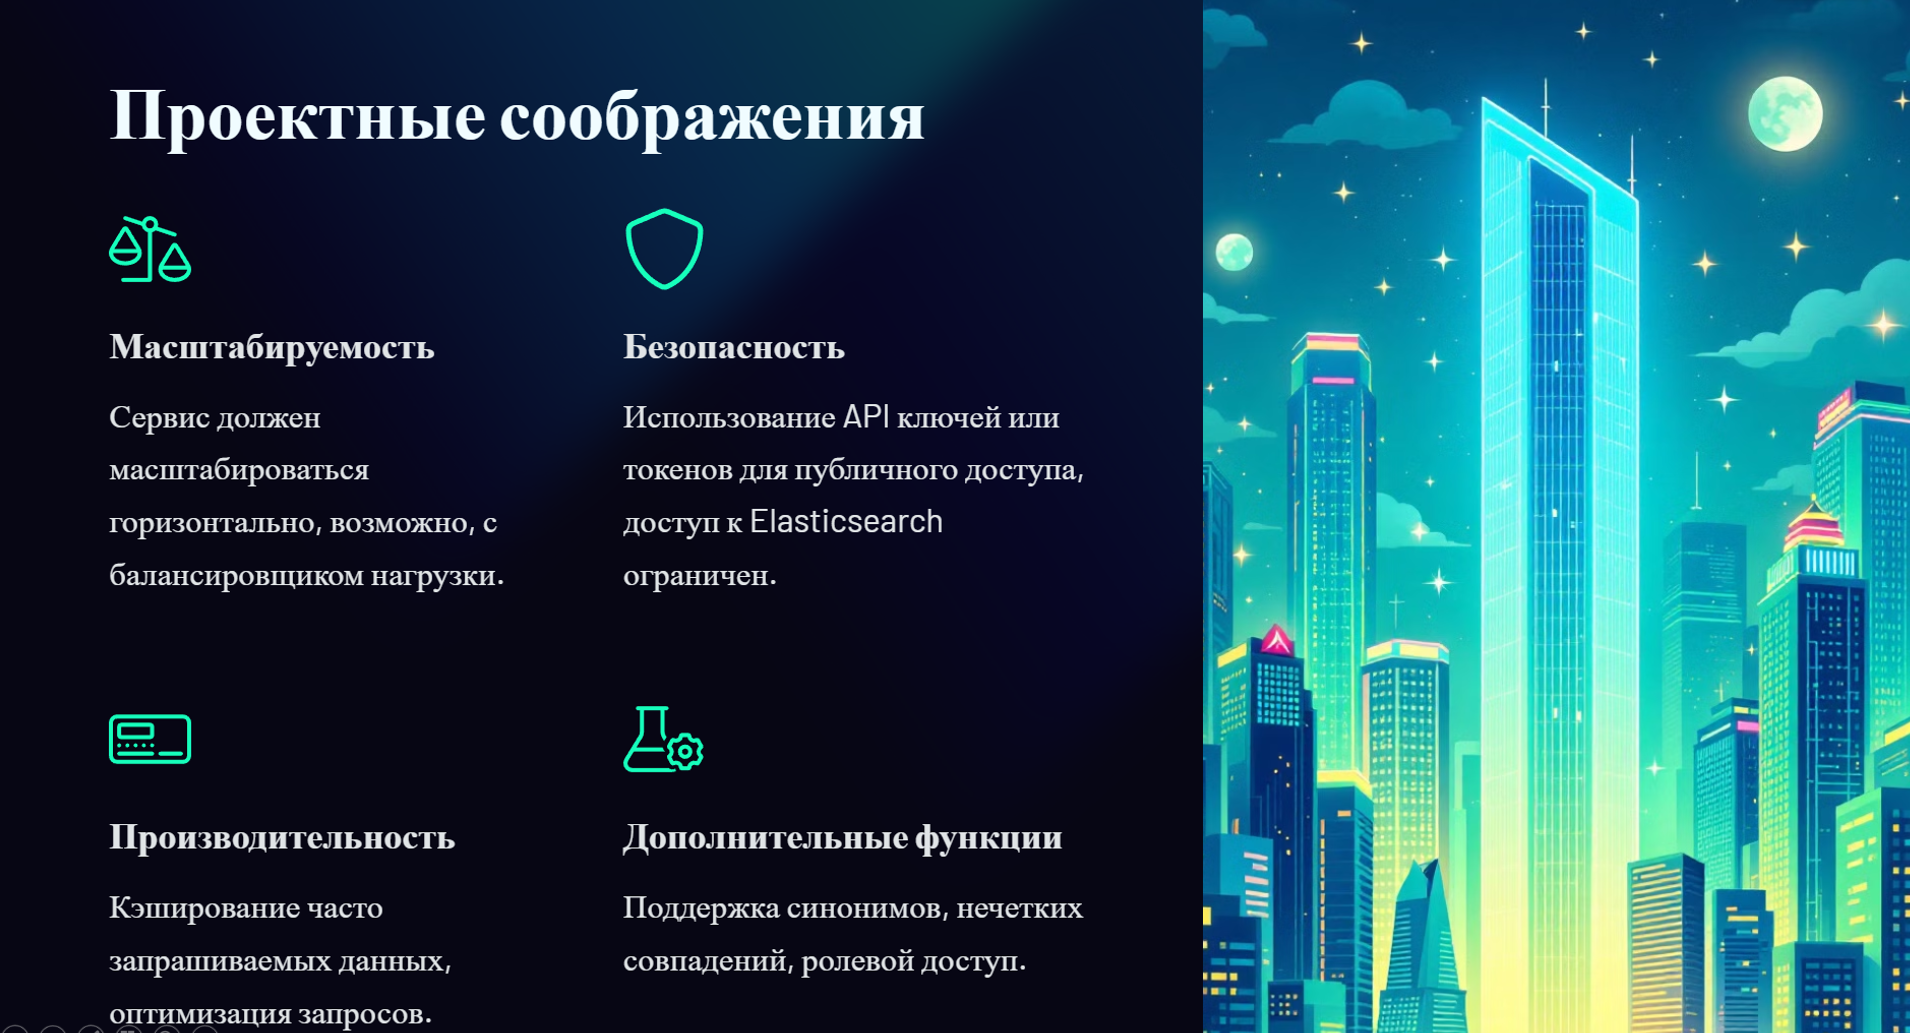 Проектные соображения
Масштабируемость
Сервис должен
масштабироваться
горизонтально, возможно, с
балансировщиком нагрузки.
Безопасность
Использование API ключей или
токенов для публичного доступа,
доступ к Elasticsearch
ограничен.
Производительность
Кэширование часто
запрашиваемых данных,
оптимизация запросов.
Дополнительные функции
Поддержка синонимов, нечетких
совпадений, ролевой доступ.